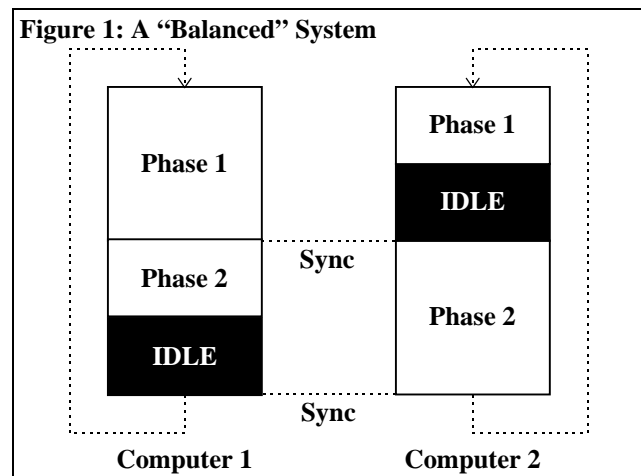 Figure 1: A “Balanced” System
Phase 1
Phase 2
IDLE
Sync
Sync
Phase 1
IDLE
Phase 2
Computer 1
Computer 2